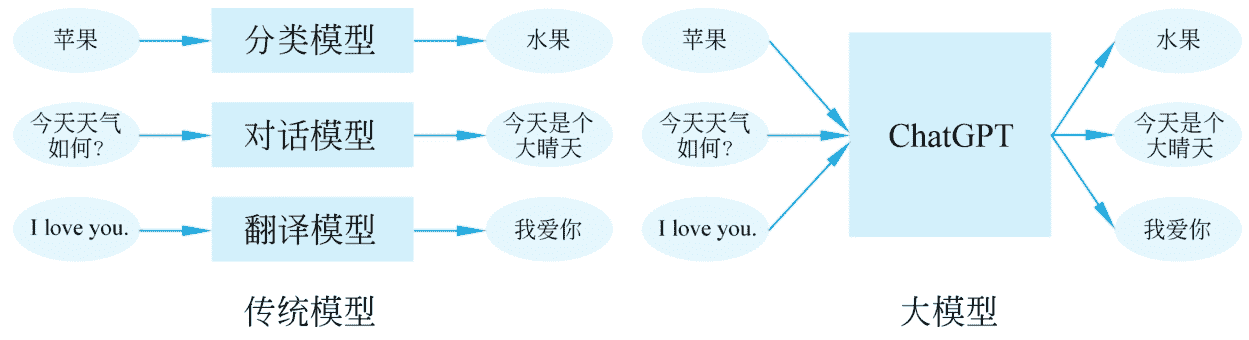 苹果
分类模型
水果
今天天气
如何?
对话模型
今天是个
大晴天
I love you.
翻译模型
我爱你
传统模型
苹果
今天天气
如何?
I love you.
ChatGPT
水果
今天是个
大晴天
我爱你
大模型